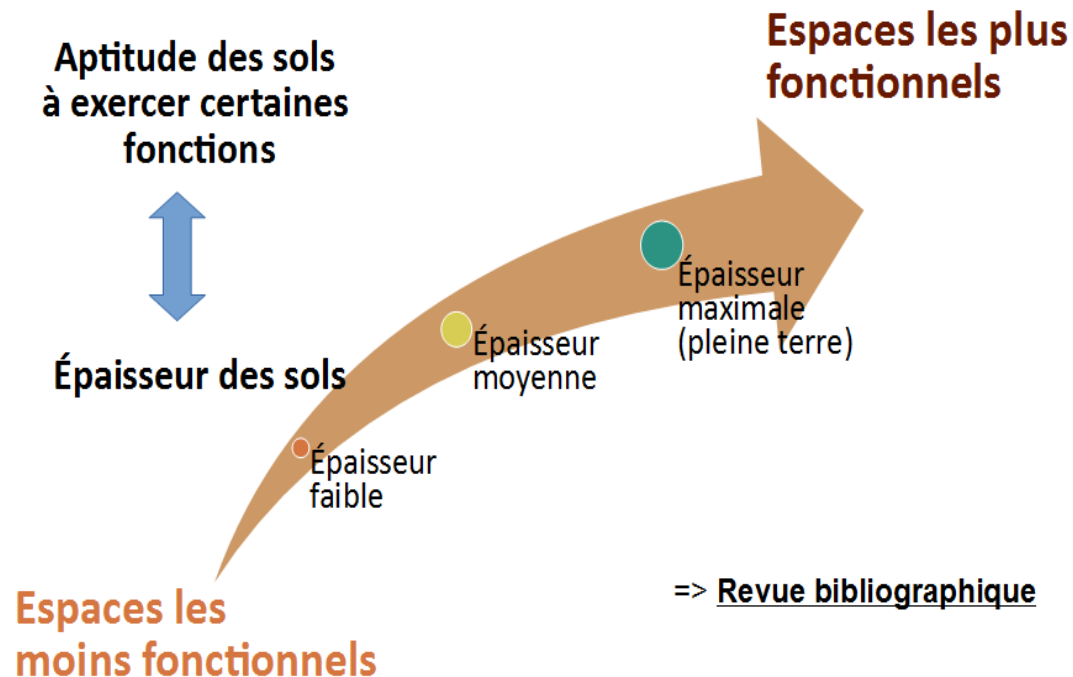 Aptitude des sols
à exercer certaines
fonctions
Épaisseur des sols
Espaces les plus
fonctionnels
Épaisseur
maximale
(pleine terre)
Épaisseur
moyenne
Épaisseur
faible
Espaces les
moins fonctionnels
=> Revue bibliographique